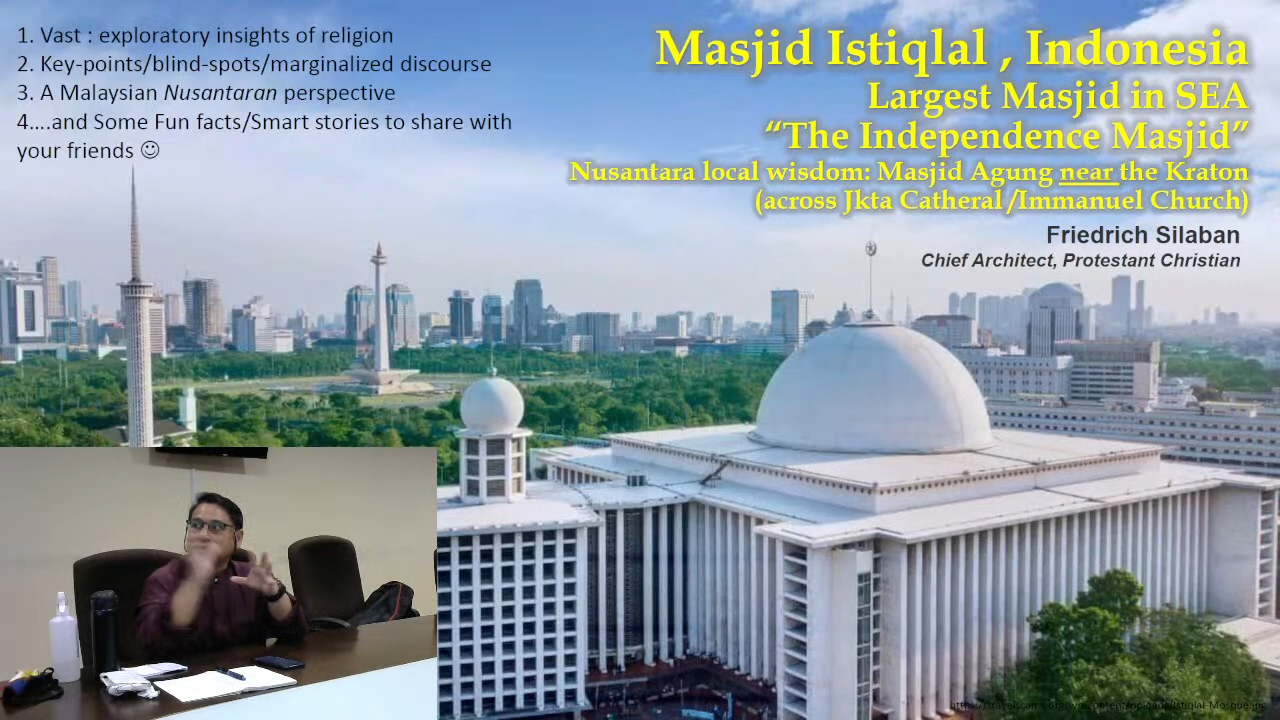 1. Vast : exploratory insights of religion
2. Key-points/blind-spots/marginalized discourse
3. A Malaysian Nusantaran perspective
4....and Some Fun facts/Smart stories to share with
your friends ☺
Masjid Istiqlal , Indonesia
Largest Masjid in SEA
“The Independence Masjid”
Nusantara local wisdom: Masjid Agung near the Kraton
(across Jkta Catheral /Immanuel Church)
Friedrich Silaban
Chief Architect, Protestant Christian